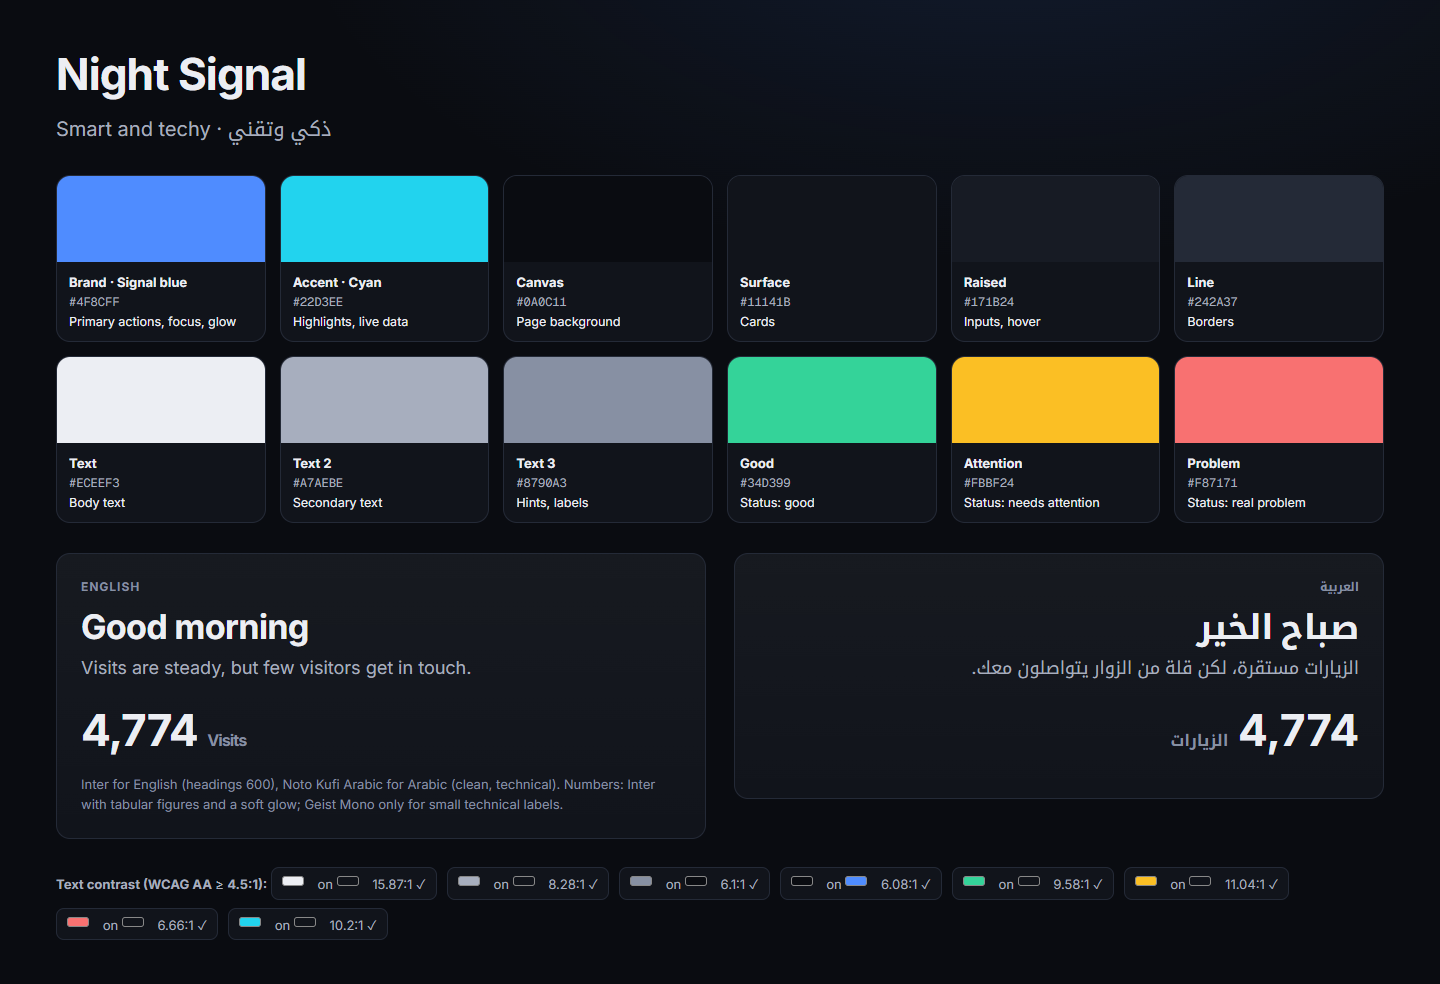 Night Signal
Smart and techy · ذكي وتقني
Brand · Signal blue
#4F8CFF
Primary actions, focus, glow
Accent · Cyan
#22D3EE
Highlights, live data
Canvas
#0A0C11
Page background
Surface
#11141B
Cards
Raised
#171B24
Inputs, hover
Line
#242A37
Borders
Text
#ECEEF3
Body text
Text 2
#A7AEBE
Secondary text
Text 3
#8790A3
Hints, labels
Good
#34D399
Status: good
Attention
#FBBF24
Status: needs attention
Problem
#F87171
Status: real problem
ENGLISH
Good morning
Visits are steady, but few visitors get in touch.
4,774 Visits
Inter for English (headings 600), Noto Kufi Arabic for Arabic (clean, technical). Numbers: Inter
with tabular figures and a soft glow; Geist Mono only for small technical labels.
العربية
صباح الخير
الزيارات مستقرة، لكن قلة من الزوار يتواصلون معك.
4,774 الزيارات
Text contrast (WCAG AA ≥ 4.5:1): on 15.87:1 ✓ on 8.28:1 ✓ on 6.1:1 ✓ on 6.08:1 ✓ on 9.58:1 ✓ on 11.04:1 ✓
on 6.66:1 ✓ on 10.2:1 ✓